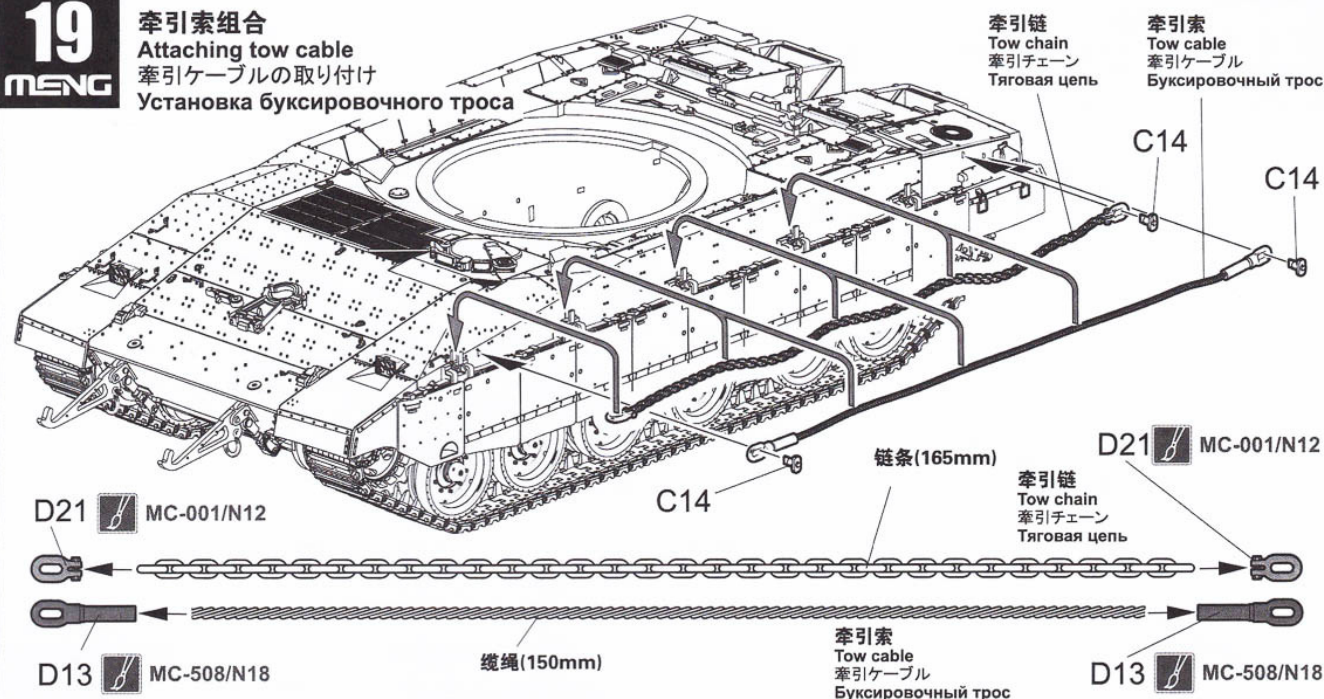 19
MENG
牵引索组合
Attaching tow cable
牽引ケーブルの取り付け
Установка буксировочного троса
牵引链
Tow chain
牽引チェーン
Тяговая цепь
牵引索
Tow cable
牽引ケーブル
Буксировочный трос
C14
C14
C14
链条(165mm)
D21 MC-001/N12
D21 MC-001/N12
牵引链
Tow chain
牽引チェーン
Тяговая цепь
缆绳(150mm)
D13 MC-508/N18
牵引索
Tow cable
牽引ケーブル
Буксировочный трос
D13 MC-508/N18